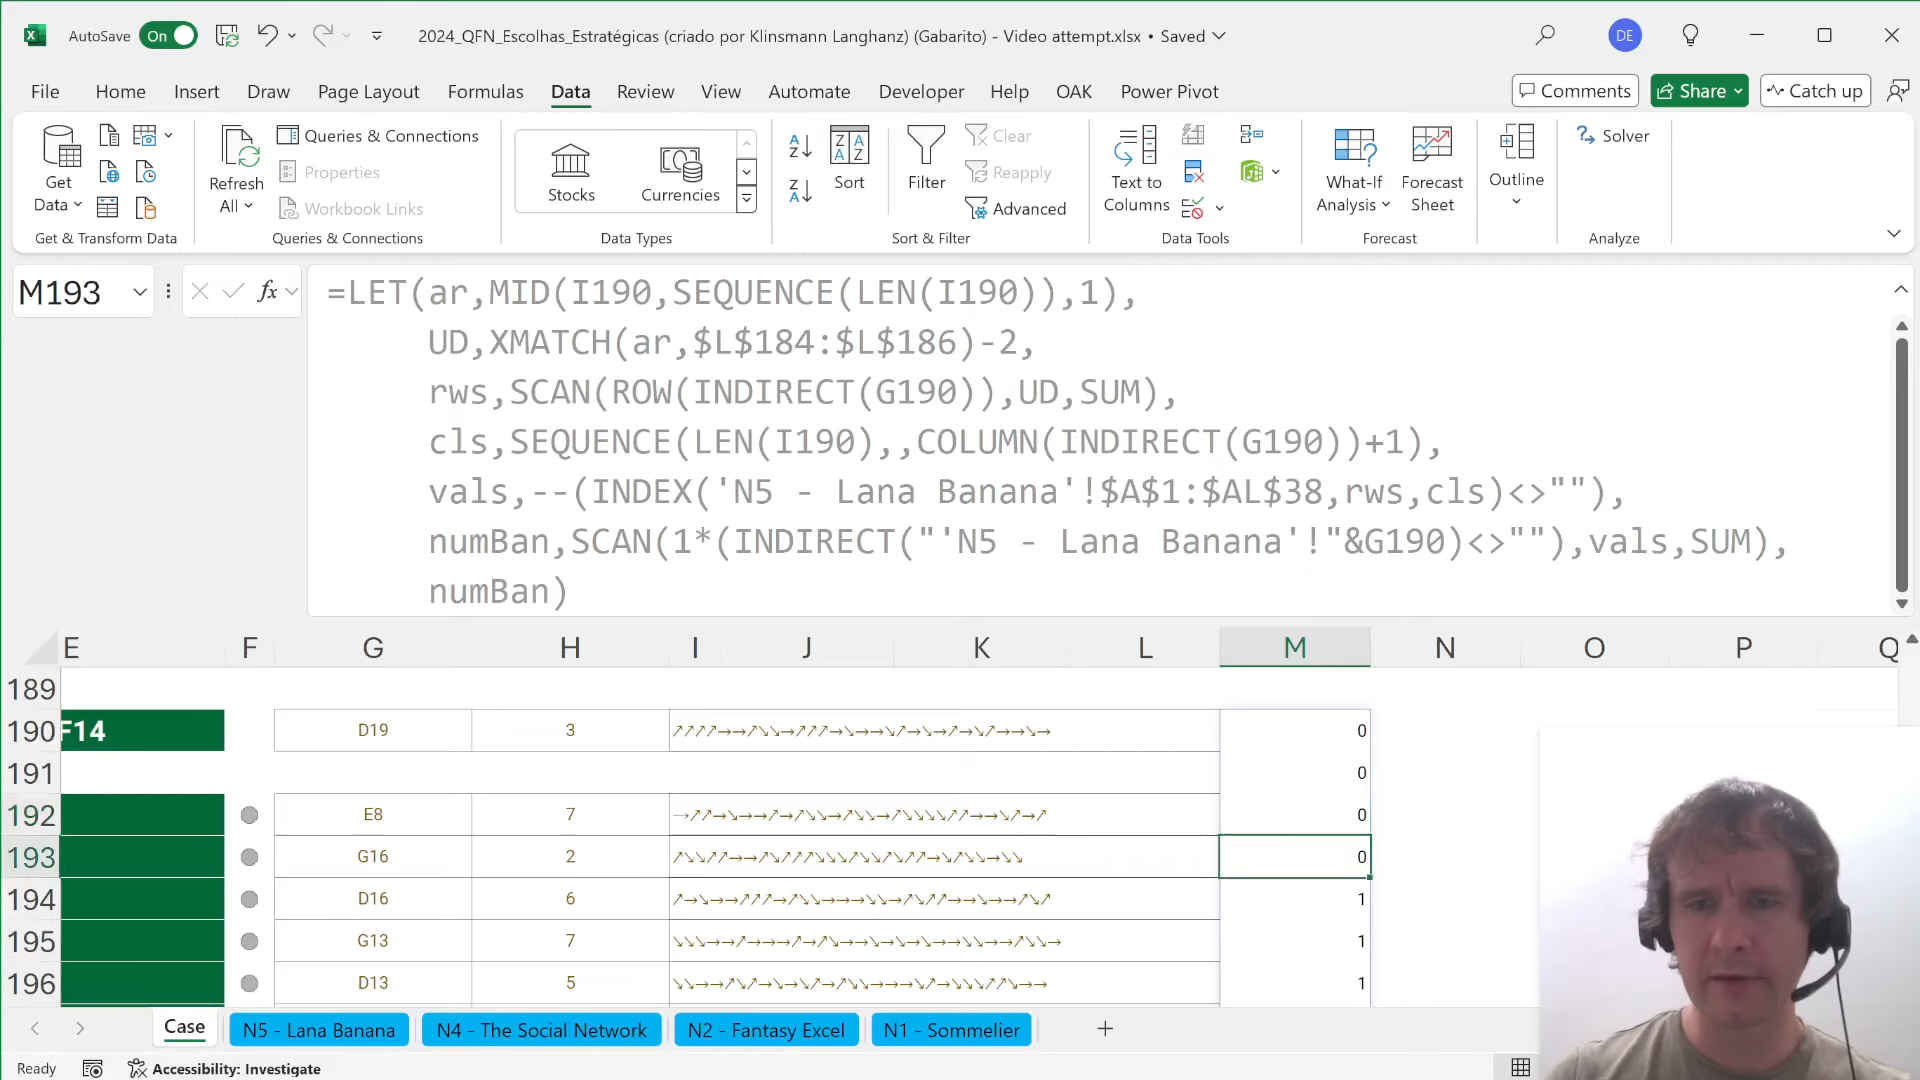 AutoSave On 2024_QFN_Escolhas_Estratégicas (criado por Klinsmann Langhanz) (Gabarito) - Video attempt.xlsx • Saved DE
File Home Insert Draw Page Layout Formulas Data Review View Automate Developer Help OAK Power Pivot Comments Share Catch up
Get Data
Refresh All
Queries & Connections
Properties
Workbook Links
Stocks
Currencies
Sort
Filter
Clear
Reapply
Advanced
Text to Columns
What-If Analysis
Forecast Sheet
Outline
Solver
Get & Transform Data Queries & Connections Data Types Sort & Filter Data Tools Forecast Analyze
M193 fx
=LET(ar,MID(I190,SEQUENCE(LEN(I190)),1),
UD,XMATCH(ar,$L$184:$L$186)-2,
rws,SCAN(ROW(INDIRECT(G190)),UD,SUM),
cls,SEQUENCE(LEN(I190),,COLUMN(INDIRECT(G190))+1),
vals,--(INDEX('N5 - Lana Banana'!$A$1:$AL$38,rws,cls)<>""),
numBan,SCAN(1*(INDIRECT("'N5 - Lana Banana'!"&G190)<>""),vals,SUM),
numBan)
E F G H I J K L M N O P Q
189
190 F14 D19 3 ↗↗↗↗→→↗↘↘→↗↗↗→↘→→↘↗→↘→↗→↘↗→→↘→ 0
191 0
192 E8 7 →↗↗→↘→→↗→↗↘↘→↗↘↘→↗↘↘↘↘↗↗→→↘↗→↗ 0
193 G16 2 ↗↘↘↗↗→→↗↘↗↗↗↘↘↘↗↘↘↗↘↗↗→↘↗↘↘→↘↘ 0
194 D16 6 ↗→↘→→↗↗↗→↗↘↘→→→↘↘→↗↘↗↗→→↘→→↗↘↗ 1
195 G13 7 ↘↘↘→→↗→→→↗→↗↘→→↘→↘→→↘↘→→↗↘↘→ 1
196 D13 5 ↘↘→→↗↘↗↘→↘→↘↗→↗↘↘→→→↘↗→↘↘↘↗↗↘→→ 1
Case N5 - Lana Banana N4 - The Social Network N2 - Fantasy Excel N1 - Sommelier
Ready Accessibility: Investigate